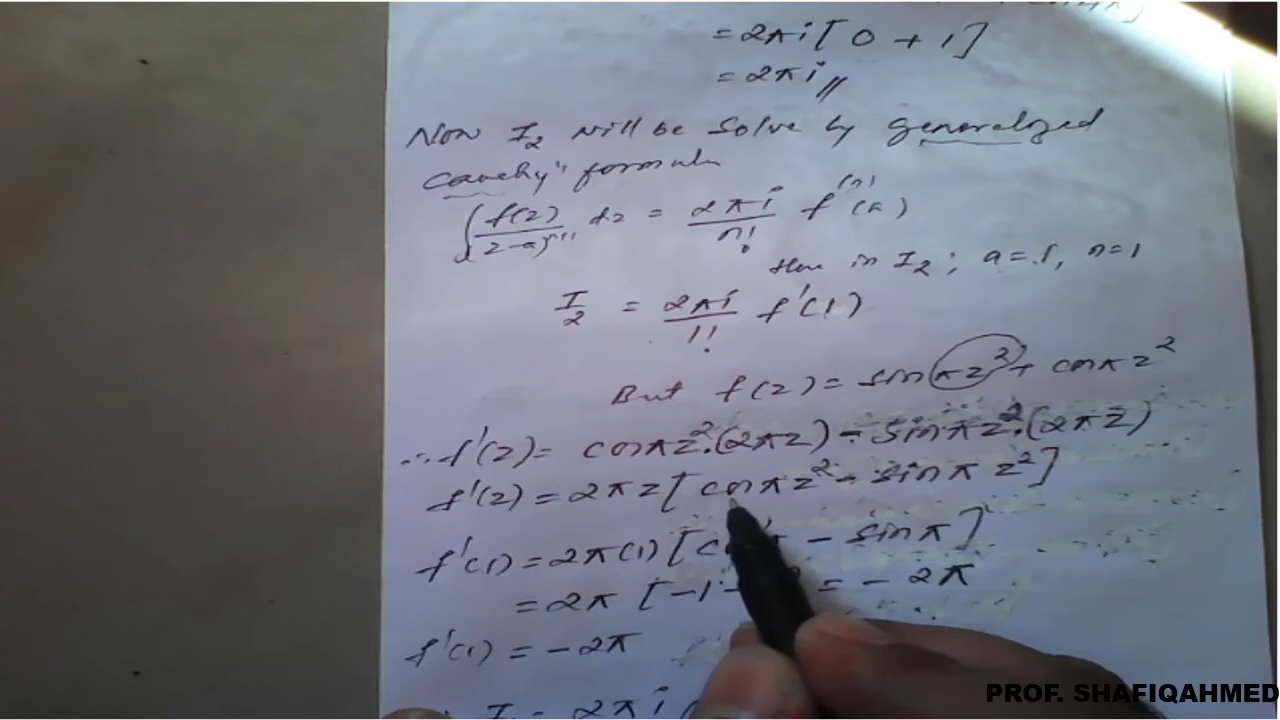 = 2πi[ 0 + 1]
= 2πi //
Now I₂ will be solve by generalized
Cauchy's formula
∫ f(z)/(z-a)ⁿ⁺¹ dz = 2πi/n! f⁽ⁿ⁾(a)
Here in I₂ ; a = 1, n = 1
I₂ = 2πi/1! f'(1)
But f(z) = sin πz² + cos πz²
∴ f'(z) = cos πz².(2πz) - sin πz².(2πz)
f'(z) = 2πz [ cos πz² - sin π z² ]
f'(1) = 2π(1) [ - sin π ]
= 2π [ -1 - = - 2π
f'(1) = - 2π
I = 2πi
PROF. SHAFIQAHMED